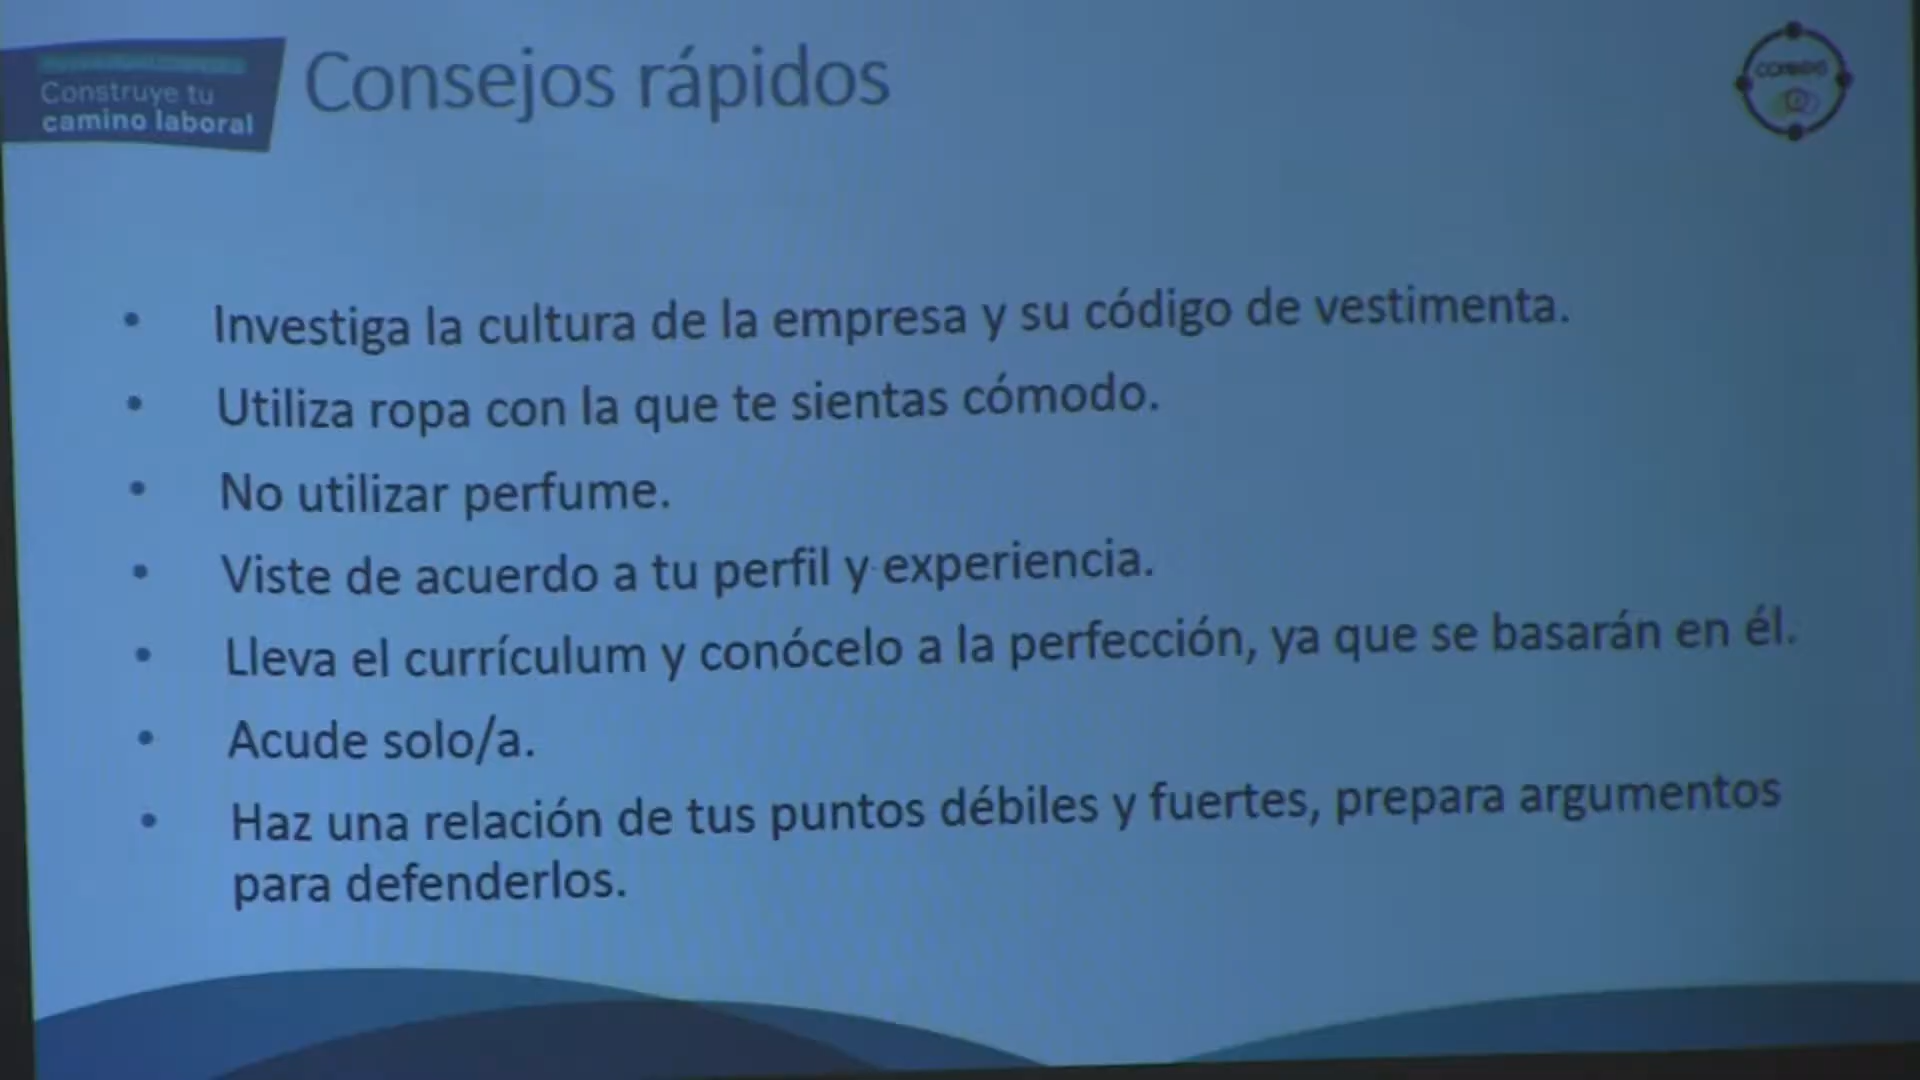 Construye tu
camino laboral
Consejos rápidos
• Investiga la cultura de la empresa y su código de vestimenta.
• Utiliza ropa con la que te sientas cómodo.
• No utilizar perfume.
• Viste de acuerdo a tu perfil y experiencia.
• Lleva el currículum y conócelo a la perfección, ya que se basarán en él.
• Acude solo/a.
• Haz una relación de tus puntos débiles y fuertes, prepara argumentos
para defenderlos.